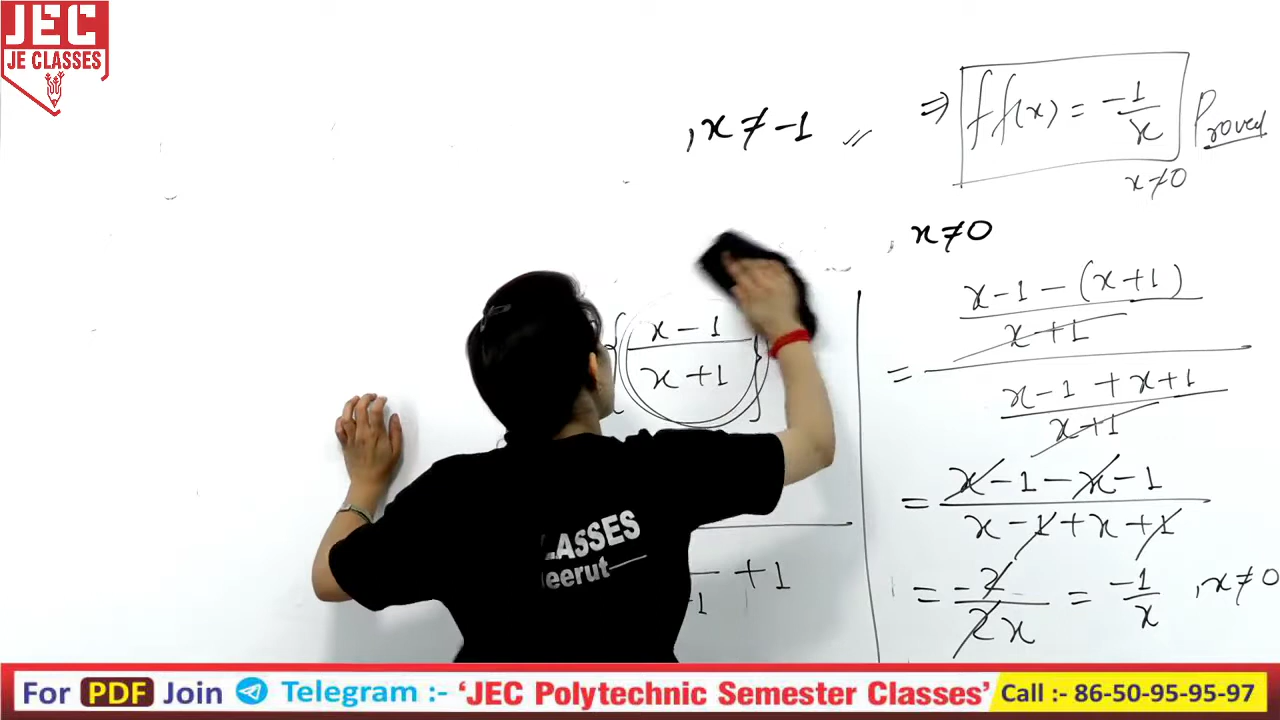 JEC
JE CLASSES
, x ≠ -1
⇒ f f(x) = -1/x Proved
x ≠ 0
, x ≠ 0
{ (x - 1)/(x + 1) }
= ((x - 1 - (x + 1))/(x + 1)) / ((x - 1 + x + 1)/(x + 1))
= (x - 1 - x - 1)/(x - 1 + x + 1)
= -2/2x = -1/x , x ≠ 0
-1 + 1
CLASSES
eerut
For PDF Join Telegram :- ‘JEC Polytechnic Semester Classes’ Call :- 86-50-95-95-97